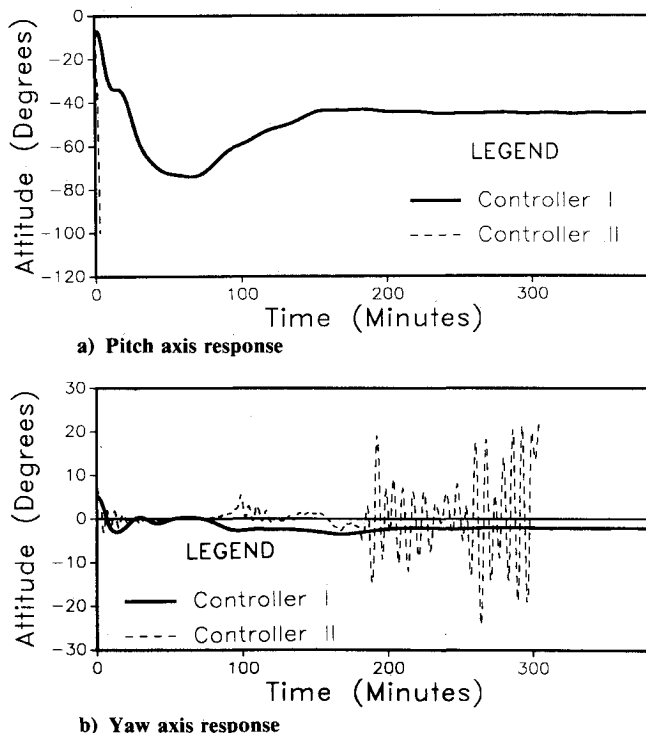 0
-20
-40
-60
-80
-100
-120
Attitude (Degrees)
LEGEND
Controller I
Controller II
0
100
200
300
Time (Minutes)
a) Pitch axis response
30
20
10
0
-10
-20
-30
Attitude (Degrees)
LEGEND
Controller I
Controller II
0
100
200
300
Time (Minutes)
b) Yaw axis response